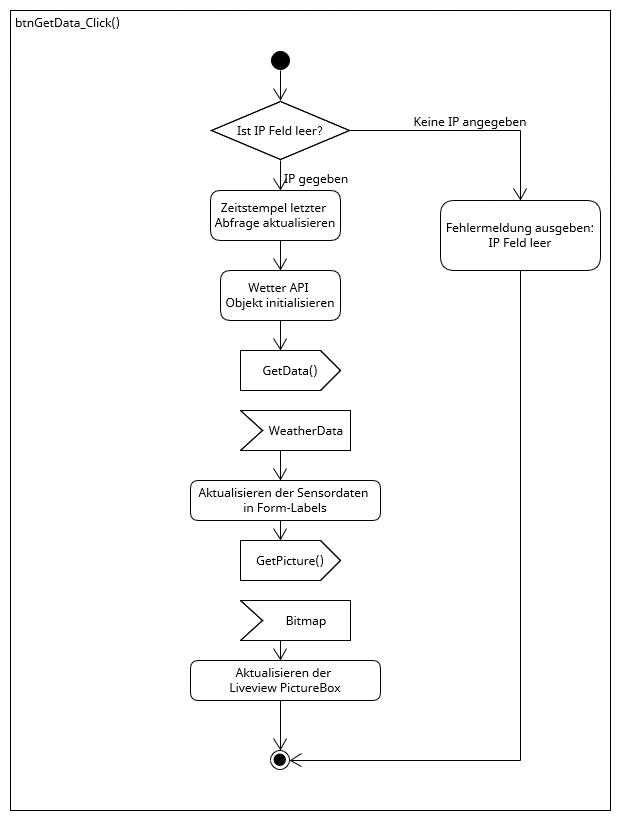 btnGetData_Click()
Ist IP Feld leer?
Keine IP angegeben
IP gegeben
Zeitstempel letzter
Abfrage aktualisieren
Fehlermeldung ausgeben:
IP Feld leer
Wetter API
Objekt initialisieren
GetData()
WeatherData
Aktualisieren der Sensordaten
in Form-Labels
GetPicture()
Bitmap
Aktualisieren der
Liveview PictureBox